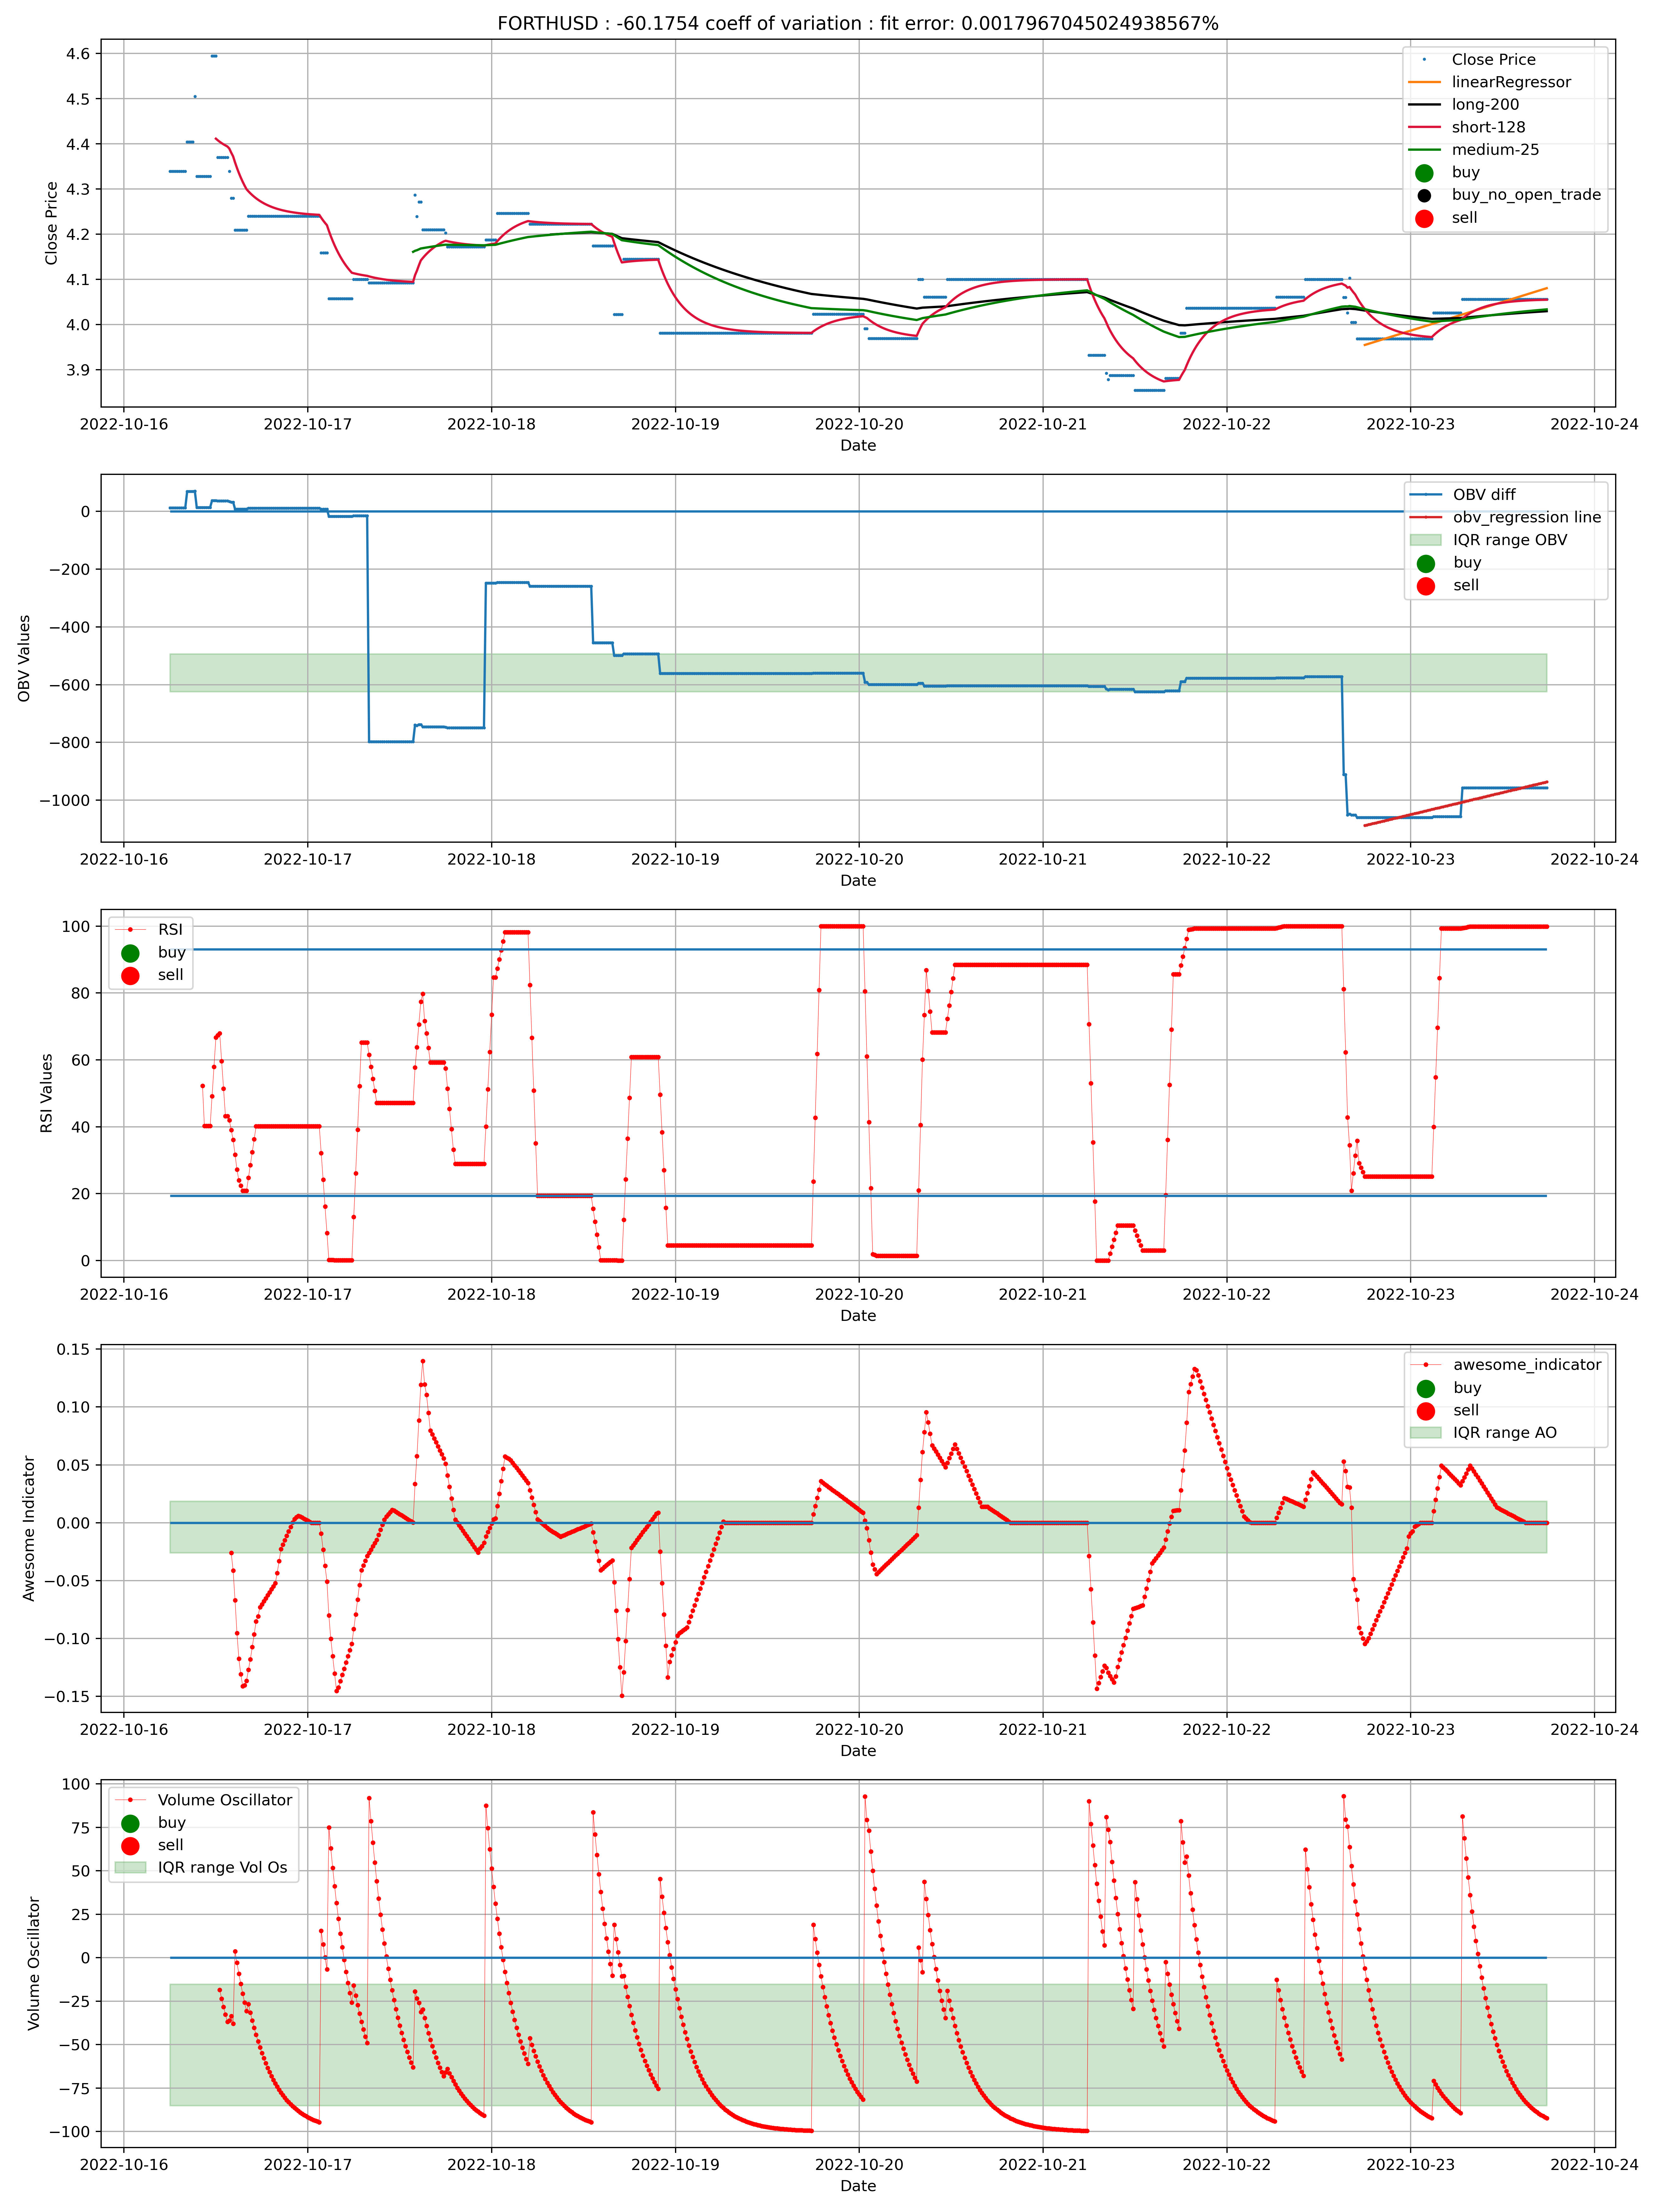 FORTHUSD : -60.1754 coeff of variation : fit error: 0.0017967045024938567%
Close Price
4.6
4.5
4.4
4.3
4.2
4.1
4.0
3.9
Close Price
linearRegressor
long-200
short-128
medium-25
buy
buy_no_open_trade
sell
2022-10-16 2022-10-17 2022-10-18 2022-10-19 2022-10-20 2022-10-21 2022-10-22 2022-10-23 2022-10-24
Date
OBV Values
0
−200
−400
−600
−800
−1000
OBV diff
obv_regression line
IQR range OBV
buy
sell
2022-10-16 2022-10-17 2022-10-18 2022-10-19 2022-10-20 2022-10-21 2022-10-22 2022-10-23 2022-10-24
Date
RSI Values
100
80
60
40
20
0
RSI
buy
sell
2022-10-16 2022-10-17 2022-10-18 2022-10-19 2022-10-20 2022-10-21 2022-10-22 2022-10-23 2022-10-24
Date
Awesome Indicator
0.15
0.10
0.05
0.00
−0.05
−0.10
−0.15
awesome_indicator
buy
sell
IQR range AO
2022-10-16 2022-10-17 2022-10-18 2022-10-19 2022-10-20 2022-10-21 2022-10-22 2022-10-23 2022-10-24
Date
Volume Oscillator
100
75
50
25
0
−25
−50
−75
−100
Volume Oscillator
buy
sell
IQR range Vol Os
2022-10-16 2022-10-17 2022-10-18 2022-10-19 2022-10-20 2022-10-21 2022-10-22 2022-10-23 2022-10-24
Date